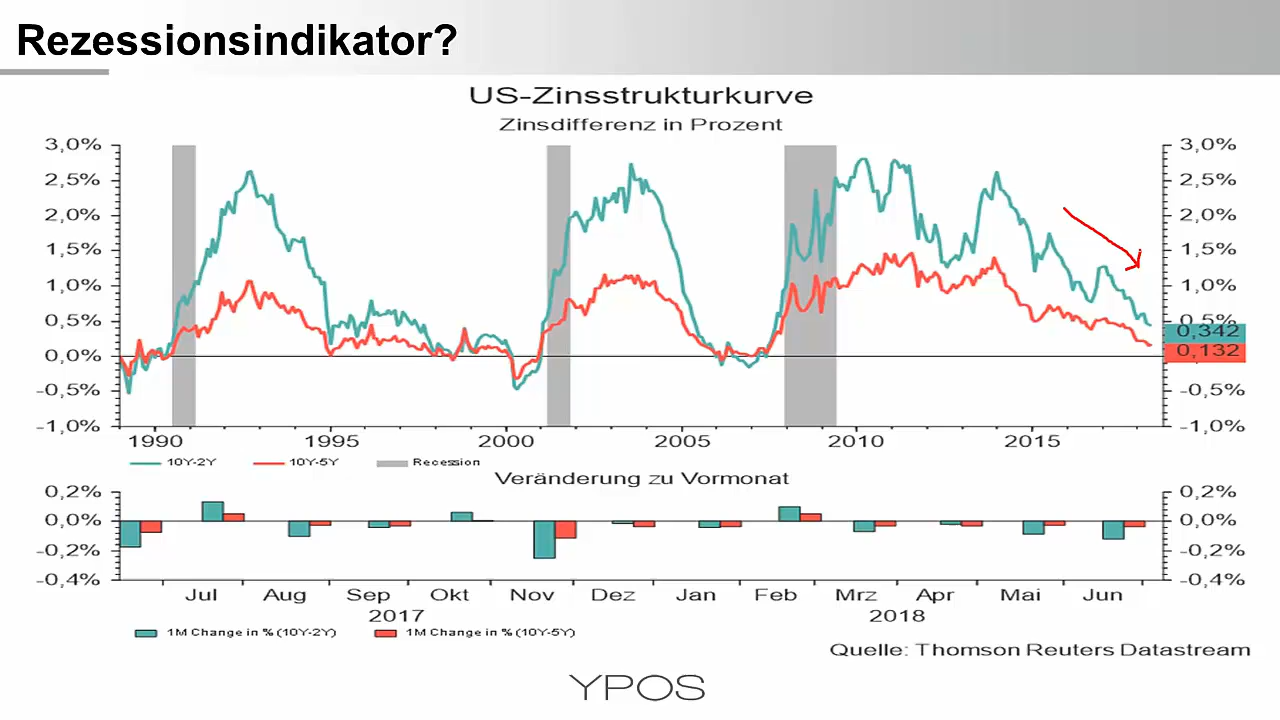 Rezessionsindikator?
US-Zinsstrukturkurve
Zinsdifferenz in Prozent
3,0% 3,0%
2,5% 2,5%
2,0% 2,0%
1,5% 1,5%
1,0% 1,0%
0,5% 0,5%
0,342
0,132
0,0%
-0,5% -0,5%
-1,0% -1,0%
1990 1995 2000 2005 2010 2015
10Y-2Y 10Y-5Y Recession
Veränderung zu Vormonat
0,2% 0,2%
0,0% 0,0%
-0,2% -0,2%
-0,4% -0,4%
Jul Aug Sep Okt Nov Dez Jan Feb Mrz Apr Mai Jun
2017 2018
1M Change in % (10Y-2Y) 1M Change in % (10Y-5Y)
Quelle: Thomson Reuters Datastream
YPOS